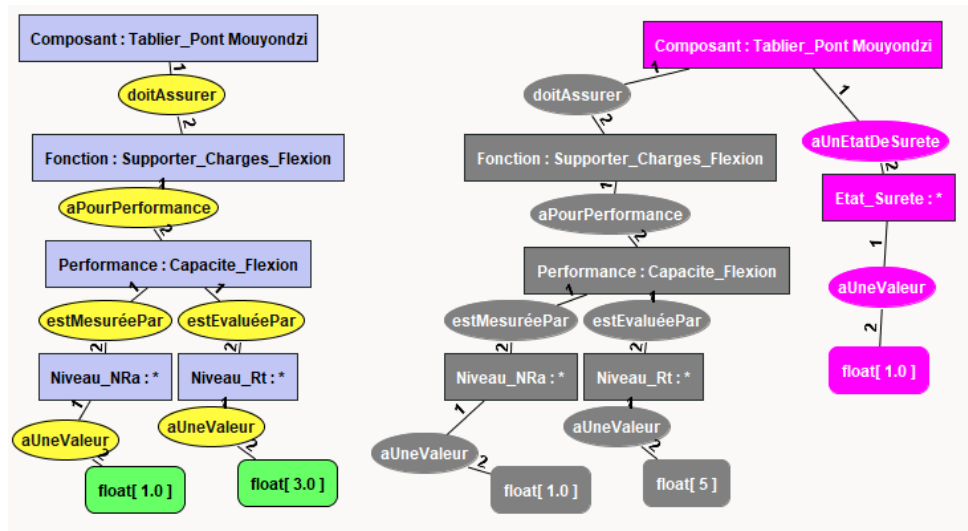 Composant : Tablier_Pont Mouyondzi
1
doitAssurer
2
Fonction : Supporter_Charges_Flexion
1
aPourPerformance
2
Performance : Capacite_Flexion
1
1
estMesuréePar
estEvaluéePar
2
2
Niveau_NRa : *
Niveau_Rt : *
1
1
aUneValeur
aUneValeur
2
2
float[ 1.0 ]
float[ 3.0 ]
Composant : Tablier_Pont Mouyondzi
1
1
doitAssurer
2
Fonction : Supporter_Charges_Flexion
1
aPourPerformance
2
Performance : Capacite_Flexion
1
1
estMesuréePar
estEvaluéePar
2
2
Niveau_NRa : *
Niveau_Rt : *
1
1
aUneValeur
aUneValeur
2
2
float[ 1.0 ]
float[ 5 ]
aUnEtatDeSurete
2
Etat_Surete : *
1
aUneValeur
2
float[ 1.0 ]